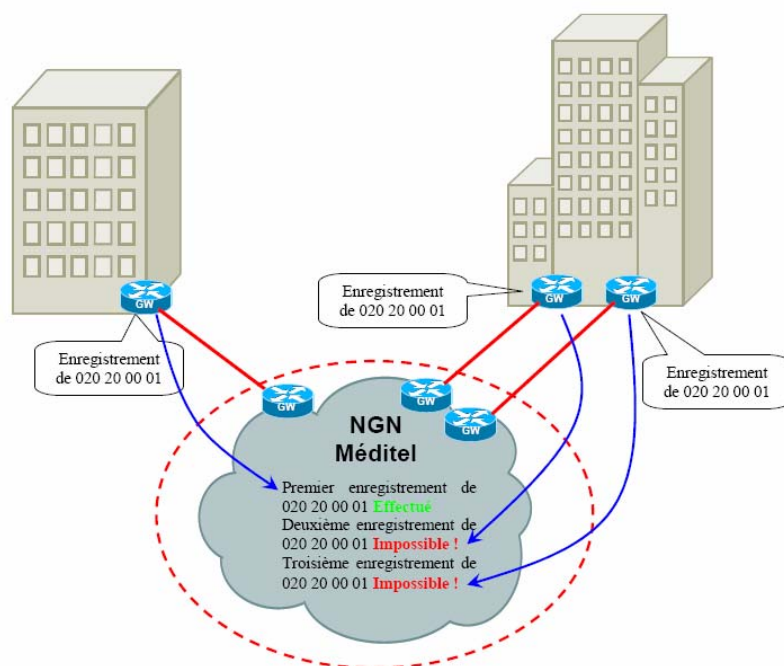 Enregistrement
de 020 20 00 01
GW
GW
GW
Enregistrement
de 020 20 00 01
Enregistrement
de 020 20 00 01
GW
GW
GW
NGN
Méditel
Premier enregistrement de
020 20 00 01 Effectué
Deuxième enregistrement de
020 20 00 01 Impossible !
Troisième enregistrement de
020 20 00 01 Impossible !